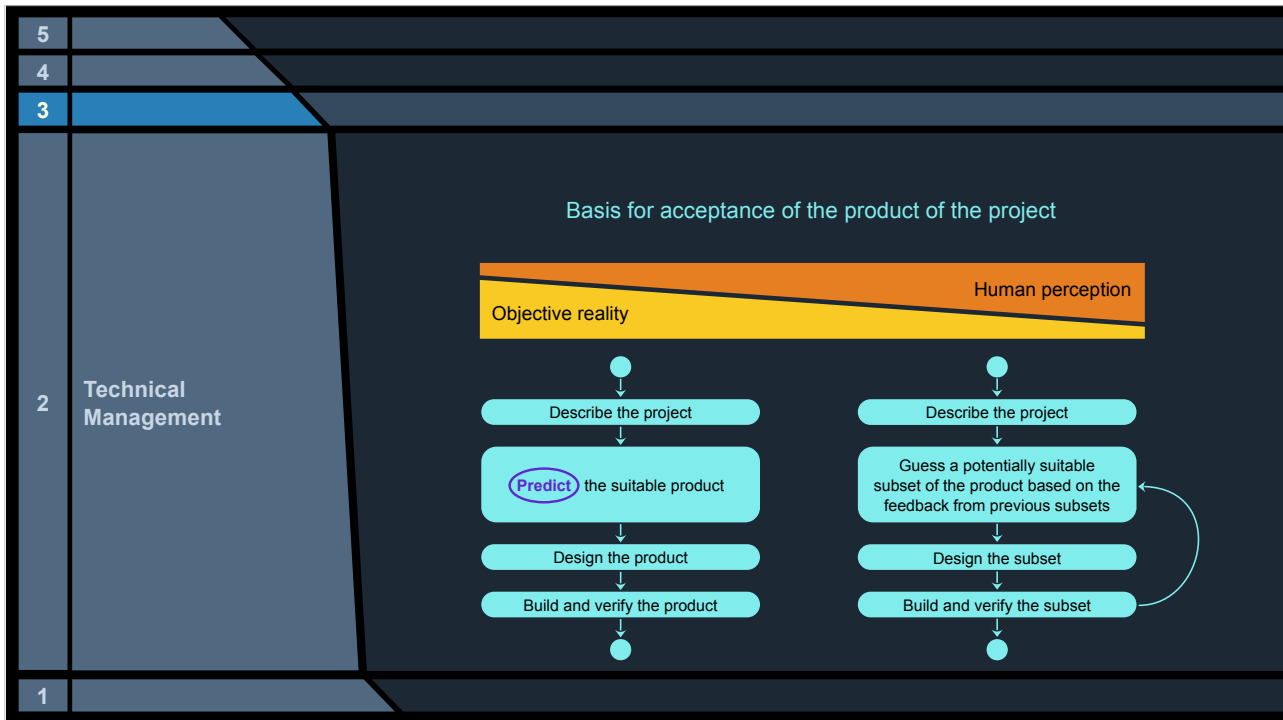 5
4
3
2
Technical
Management
Basis for acceptance of the product of the project
Human perception
Objective reality
Describe the project
Predict the suitable product
Design the product
Build and verify the product
Describe the project
Guess a potentially suitable
subset of the product based on the
feedback from previous subsets
Design the subset
Build and verify the subset
1